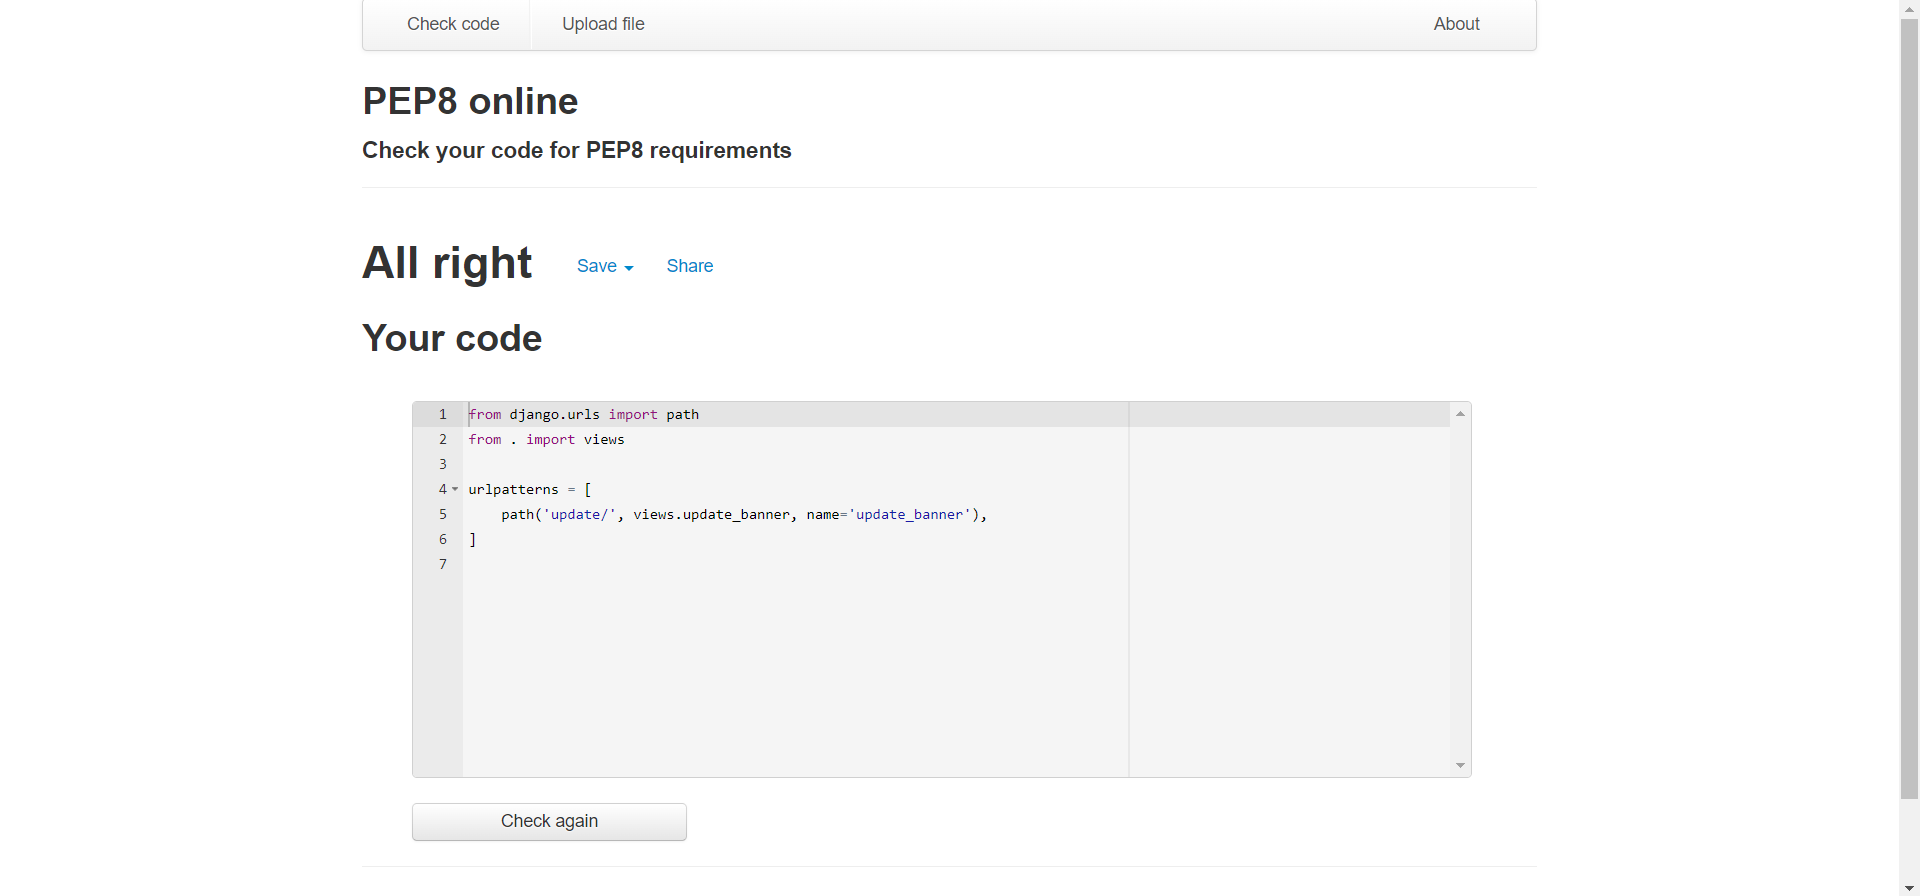 Check code Upload file About
PEP8 online
Check your code for PEP8 requirements
All right Save Share
Your code
1 from django.urls import path
2 from . import views
3
4 urlpatterns = [
5     path('update/', views.update_banner, name='update_banner'),
6 ]
7
Check again